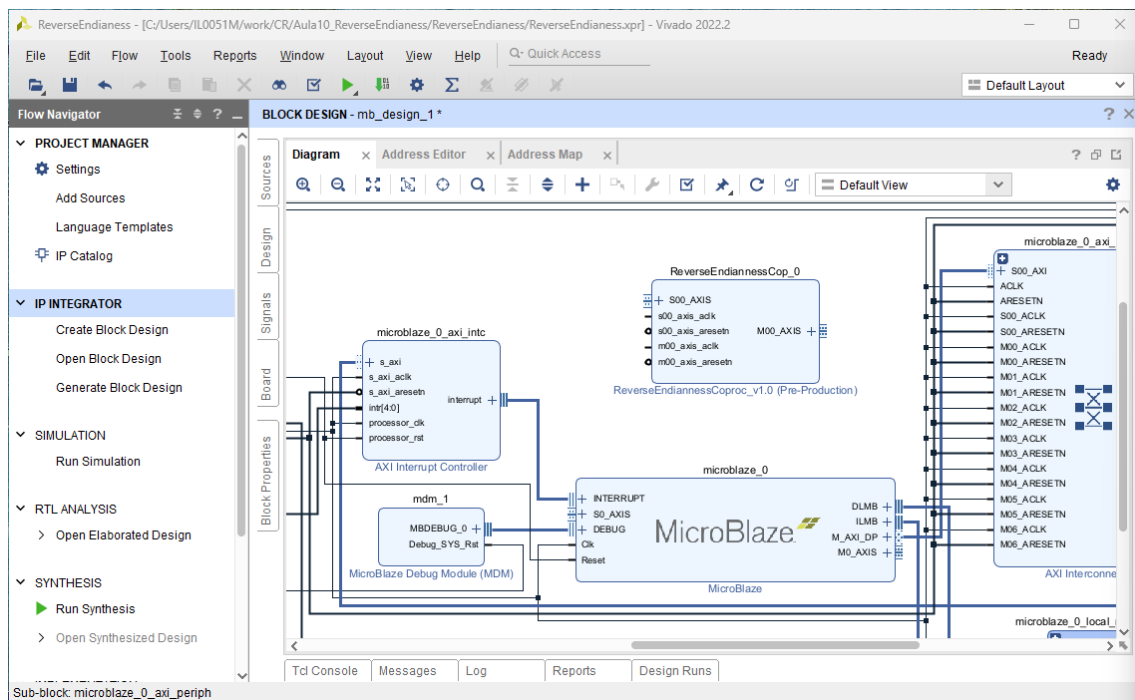 ReverseEndianess - [C:/Users/IL0051M/work/CR/Aula10_ReverseEndianess/ReverseEndianess/ReverseEndianess.xpr] - Vivado 2022.2
File Edit Flow Tools Reports Window Layout View Help Q- Quick Access Ready
Default Layout
Flow Navigator
BLOCK DESIGN - mb_design_1 *
PROJECT MANAGER
Settings
Add Sources
Language Templates
IP Catalog
IP INTEGRATOR
Create Block Design
Open Block Design
Generate Block Design
SIMULATION
Run Simulation
RTL ANALYSIS
Open Elaborated Design
SYNTHESIS
Run Synthesis
Open Synthesized Design
Sources
Design
Signals
Board
Block Properties
Diagram Address Editor Address Map
Default View
microblaze_0_axi_intc
s_axi
s_axi_aclk
s_axi_aresetn
intr[4:0]
processor_clk
processor_rst
interrupt
AXI Interrupt Controller
mdm_1
MBDEBUG_0
Debug_SYS_Rst
MicroBlaze Debug Module (MDM)
ReverseEndiannessCop_0
S00_AXIS
s00_axis_aclk
s00_axis_aresetn
m00_axis_aclk
m00_axis_aresetn
M00_AXIS
ReverseEndiannessCoproc_v1.0 (Pre-Production)
microblaze_0
INTERRUPT
S0_AXIS
DEBUG
Clk
Reset
MicroBlaze
DLMB
ILMB
M_AXI_DP
M0_AXIS
MicroBlaze
microblaze_0_axi_
S00_AXI
ACLK
ARESETN
S00_ACLK
S00_ARESETN
M00_ACLK
M00_ARESETN
M01_ACLK
M01_ARESETN
M02_ACLK
M02_ARESETN
M03_ACLK
M03_ARESETN
M04_ACLK
M04_ARESETN
M05_ACLK
M05_ARESETN
M06_ACLK
M06_ARESETN
AXI Interconne
microblaze_0_local_
Tcl Console Messages Log Reports Design Runs
Sub-block: microblaze_0_axi_periph